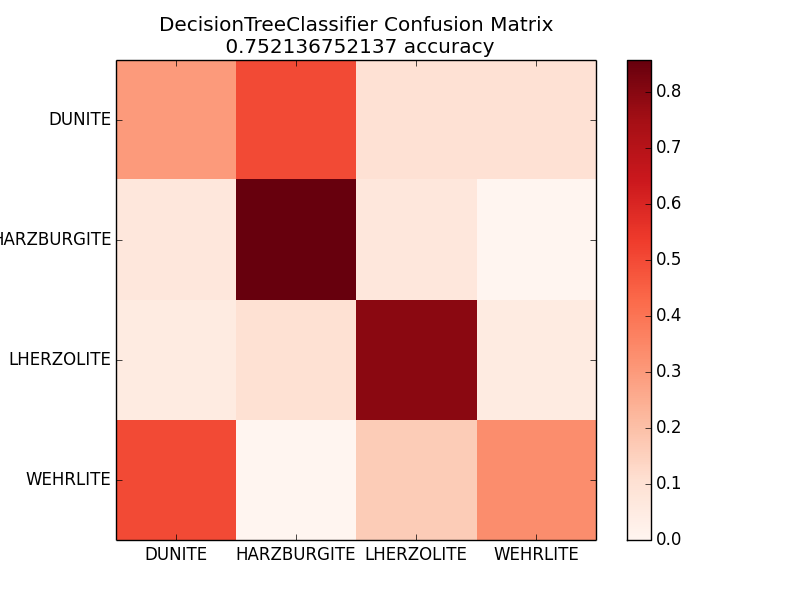 DecisionTreeClassifier Confusion Matrix
0.752136752137 accuracy
DUNITE
HARZBURGITE
LHERZOLITE
WEHRLITE
DUNITE HARZBURGITE LHERZOLITE WEHRLITE
0.8
0.7
0.6
0.5
0.4
0.3
0.2
0.1
0.0